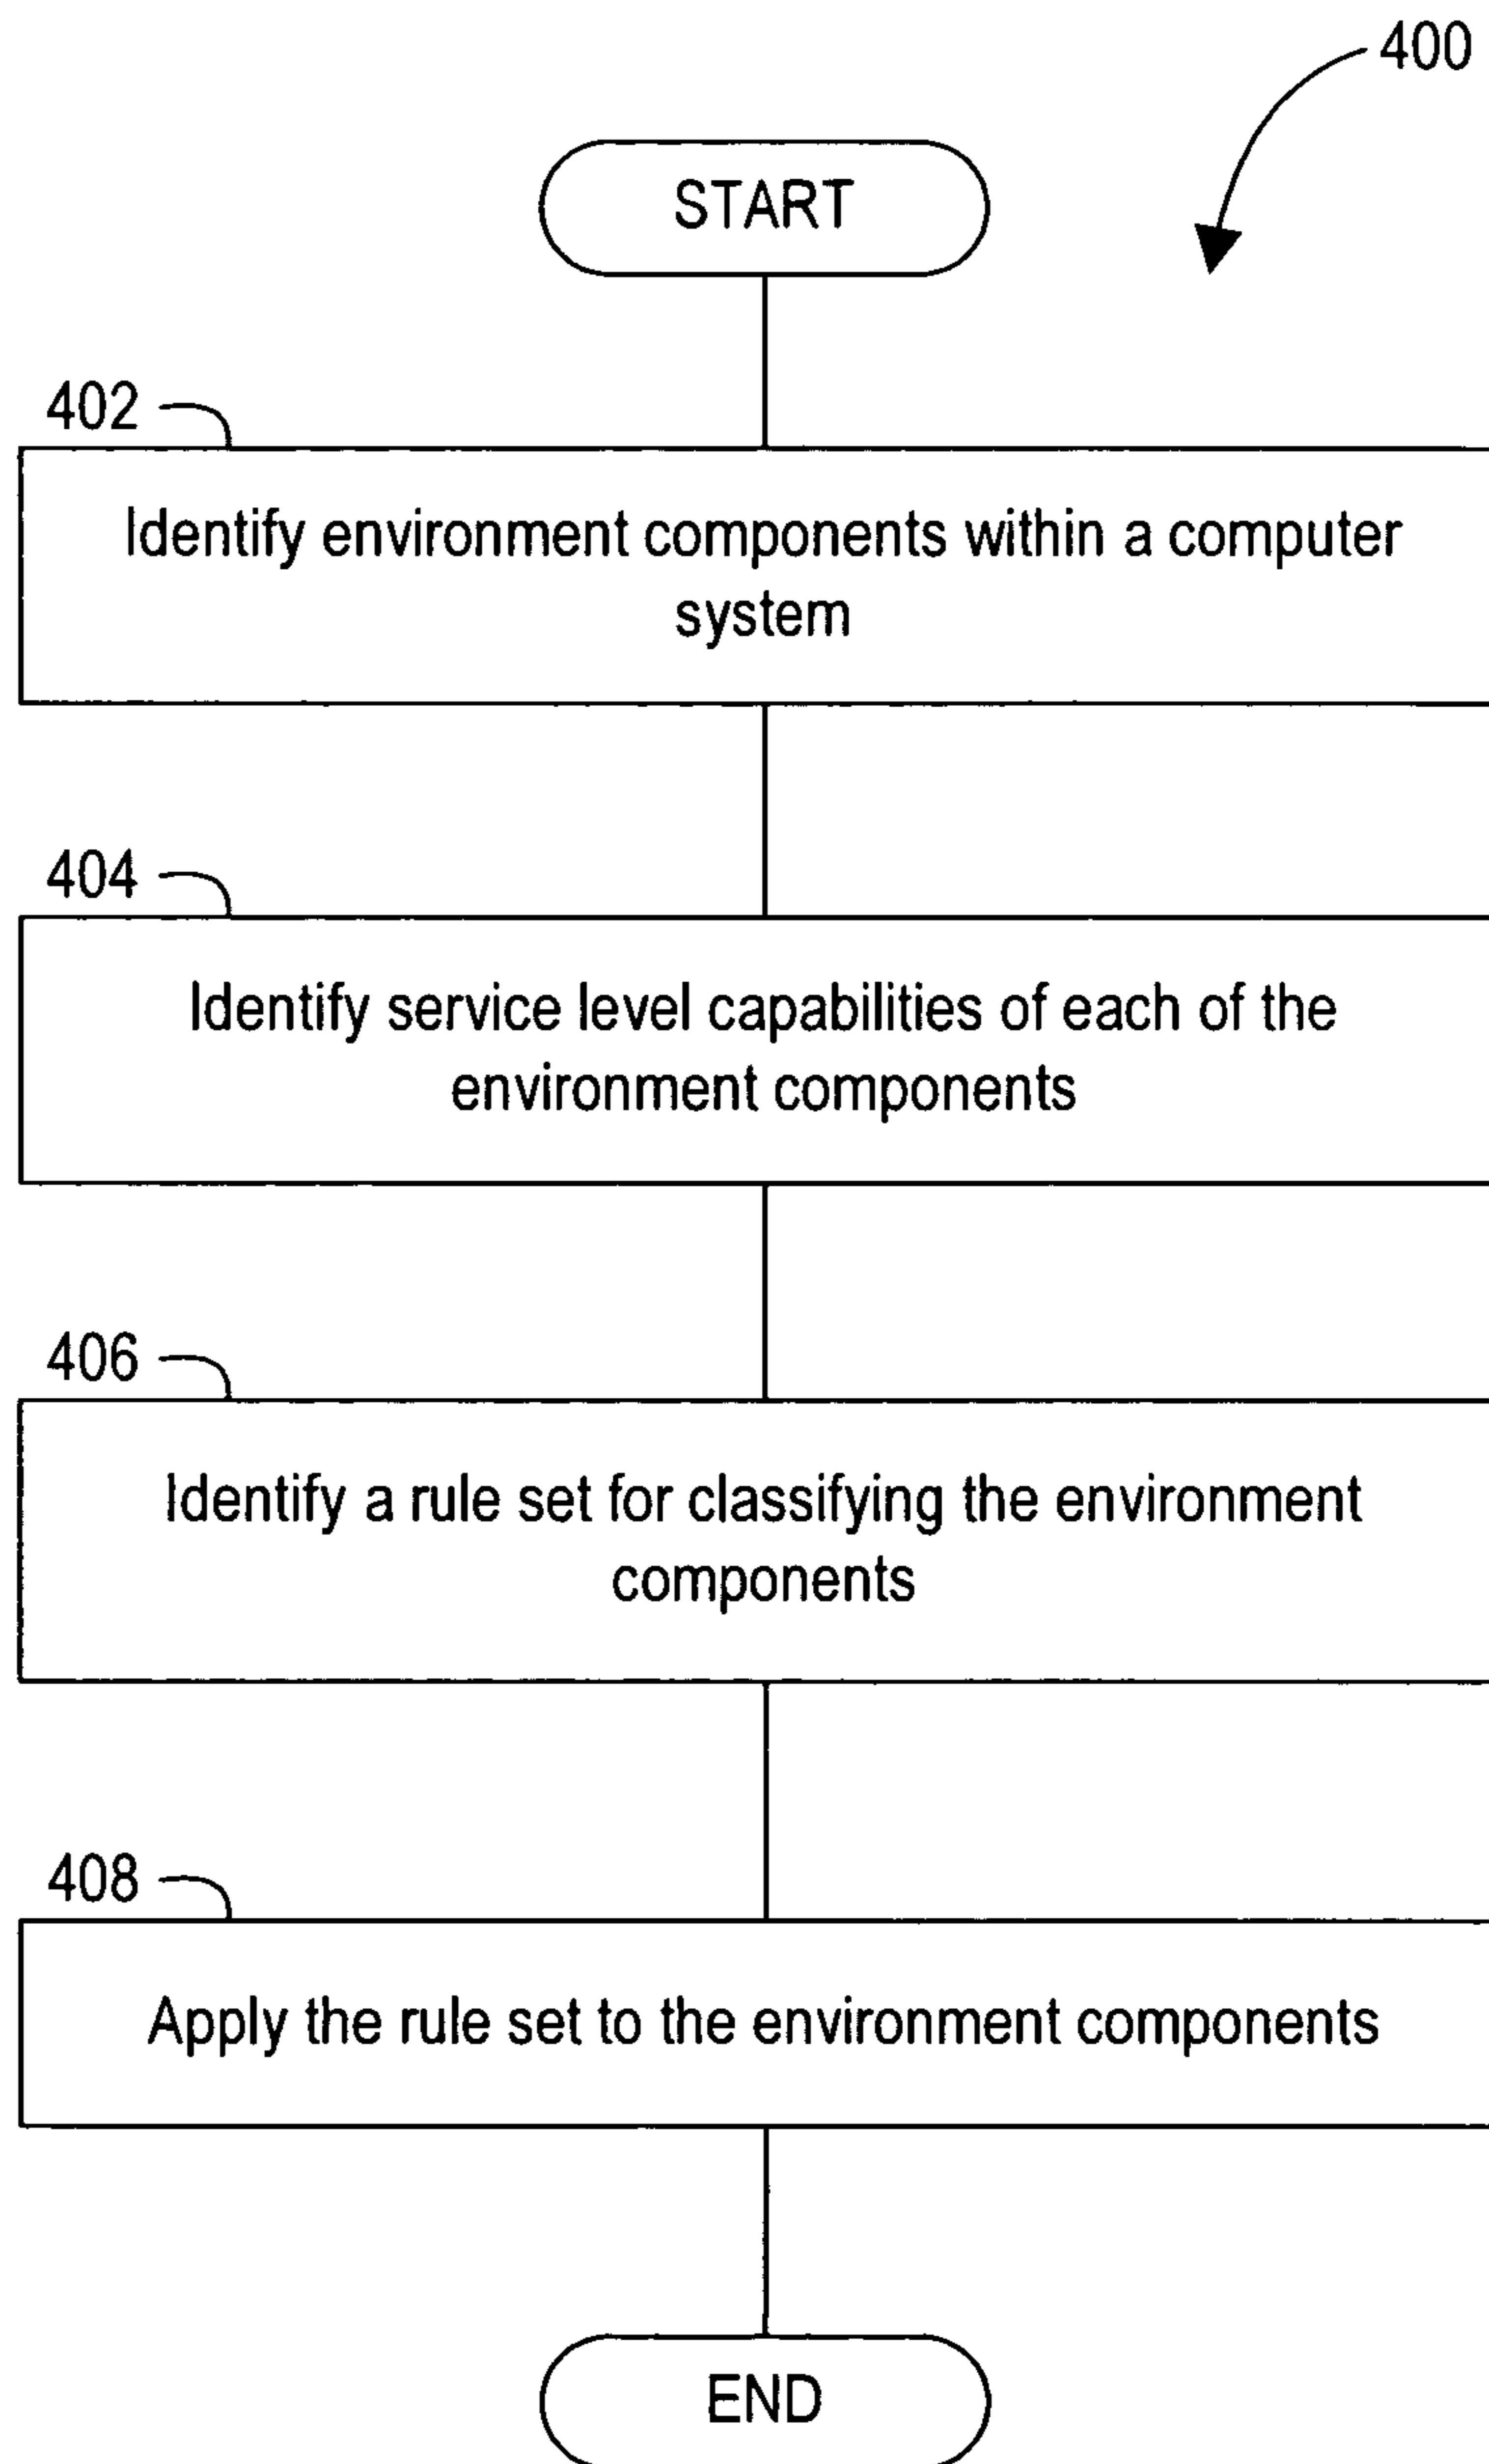 400
START
402
Identify environment components within a computer
system
404
Identify service level capabilities of each of the
environment components
406
Identify a rule set for classifying the environment
components
408
Apply the rule set to the environment components
END